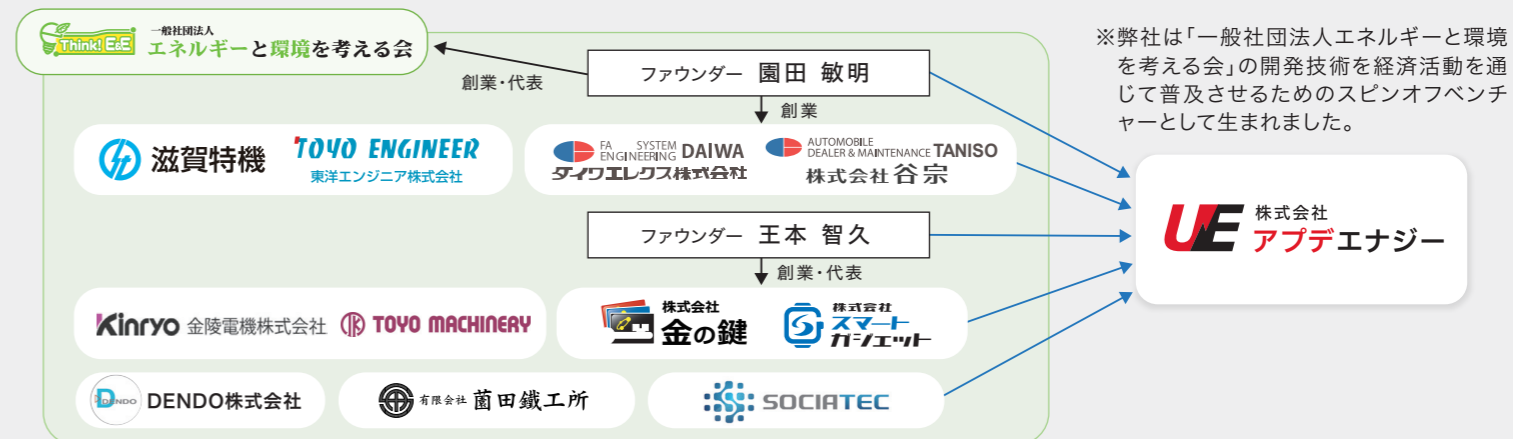 Think! E&E
一般社団法人
エネルギーと環境を考える会
創業・代表
ファウンダー 園田 敏明
創業
※弊社は「一般社団法人エネルギーと環境
を考える会」の開発技術を経済活動を通
じて普及させるためのスピンオフベンチ
ャーとして生まれました。
滋賀特機
TOYO ENGINEER
東洋エンジニア株式会社
FA SYSTEM
ENGINEERING DAIWA
ダイワエレクス株式会社
AUTOMOBILE
DEALER & MAINTENANCE TANISO
株式会社 谷宗
ファウンダー 王本 智久
創業・代表
UE
株式会社
アプデエナジー
Kinryo 金陵電機株式会社
TOYO MACHINERY
株式会社
金の鍵
株式会社
スマート
ガジェット
DENDO
DENDO株式会社
有限会社 薗田鐵工所
SOCIATEC